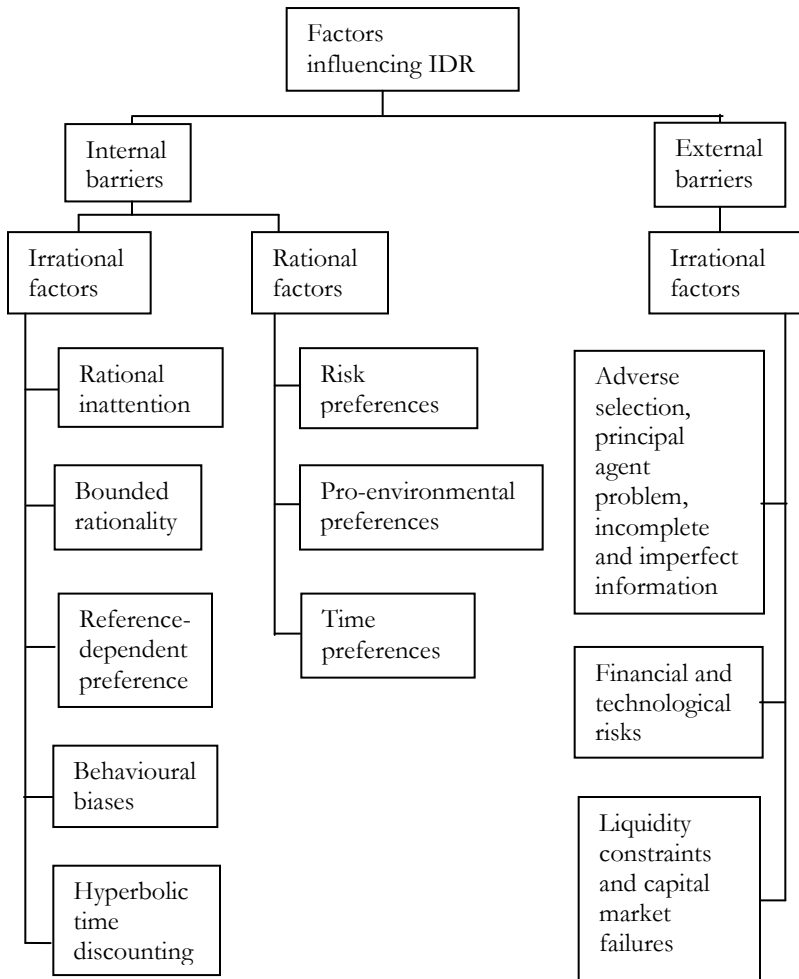 Factors
influencing IDR
Internal
barriers
External
barriers
Irrational
factors
Rational
factors
Irrational
factors
Rational
inattention
Bounded
rationality
Reference-
dependent
preference
Behavioural
biases
Hyperbolic
time
discounting
Risk
preferences
Pro-environmental
preferences
Time
preferences
Adverse
selection,
principal
agent
problem,
incomplete
and imperfect
information
Financial and
technological
risks
Liquidity
constraints
and capital
market
failures